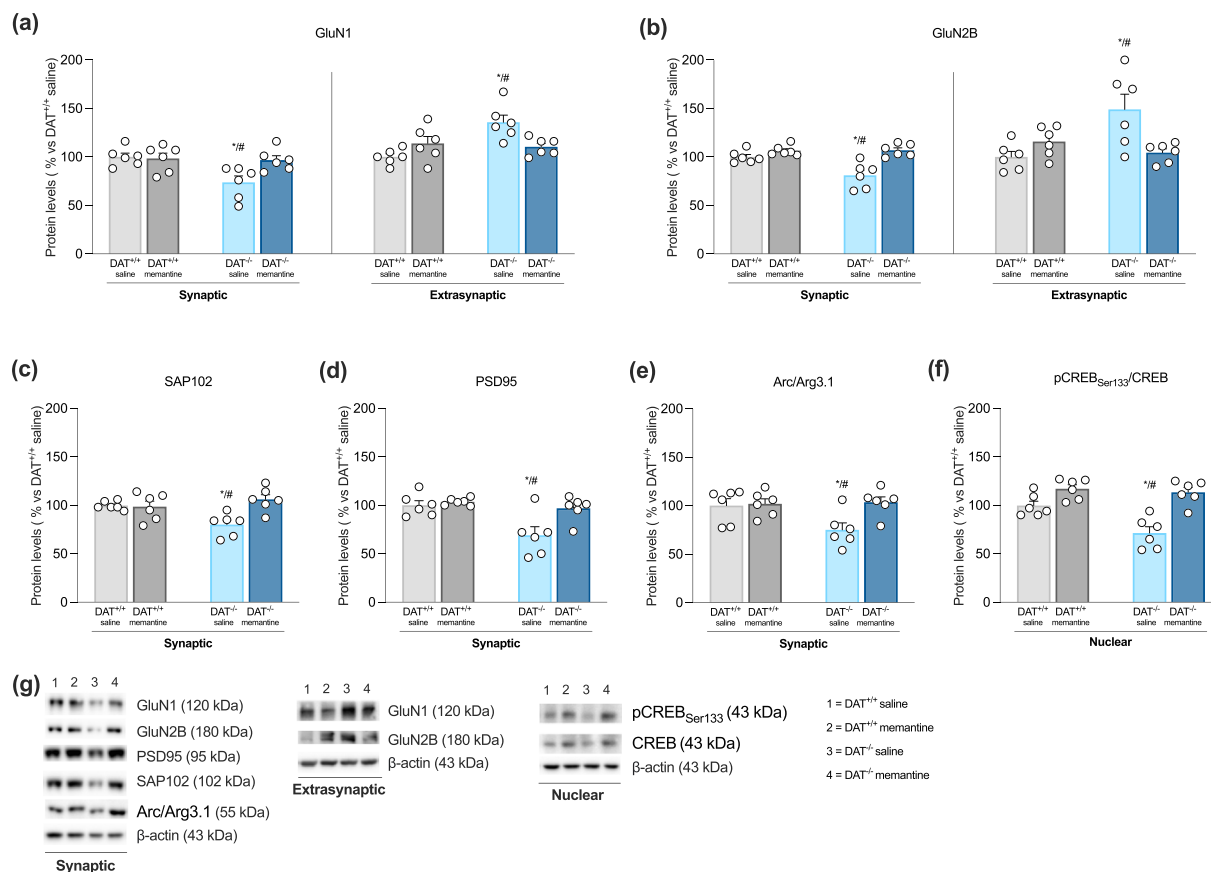 (a)
GluN1
Protein levels ( % vs DAT+/+ saline)
200
150
100
50
0
*/#
*/#
DAT+/+ saline
DAT+/+ memantine
DAT-/- saline
DAT-/- memantine
DAT+/+ saline
DAT+/+ memantine
DAT-/- saline
DAT-/- memantine
Synaptic
Extrasynaptic
(b)
GluN2B
Protein levels ( % vs DAT+/+ saline)
200
150
100
50
0
*/#
*/#
DAT+/+ saline
DAT+/+ memantine
DAT-/- saline
DAT-/- memantine
DAT+/+ saline
DAT+/+ memantine
DAT-/- saline
DAT-/- memantine
Synaptic
Extrasynaptic
(c)
SAP102
Protein levels ( % vs DAT+/+ saline)
200
150
100
50
0
*/#
DAT+/+ saline
DAT+/+ memantine
DAT-/- saline
DAT-/- memantine
Synaptic
(d)
PSD95
Protein levels ( % vs DAT+/+ saline)
200
150
100
50
0
*/#
DAT+/+ saline
DAT+/+ memantine
DAT-/- saline
DAT-/- memantine
Synaptic
(e)
Arc/Arg3.1
Protein levels ( % vs DAT+/+ saline)
200
150
100
50
0
*/#
DAT+/+ saline
DAT+/+ memantine
DAT-/- saline
DAT-/- memantine
Synaptic
(f)
pCREBSer133/CREB
Protein levels ( % vs DAT+/+ saline)
200
150
100
50
0
*/#
DAT+/+ saline
DAT+/+ memantine
DAT-/- saline
DAT-/- memantine
Nuclear
(g)
1 2 3 4
GluN1 (120 kDa)
GluN2B (180 kDa)
PSD95 (95 kDa)
SAP102 (102 kDa)
Arc/Arg3.1 (55 kDa)
β-actin (43 kDa)
Synaptic
1 2 3 4
GluN1 (120 kDa)
GluN2B (180 kDa)
β-actin (43 kDa)
Extrasynaptic
1 2 3 4
pCREBSer133 (43 kDa)
CREB (43 kDa)
β-actin (43 kDa)
Nuclear
1 = DAT+/+ saline
2 = DAT+/+ memantine
3 = DAT-/- saline
4 = DAT-/- memantine